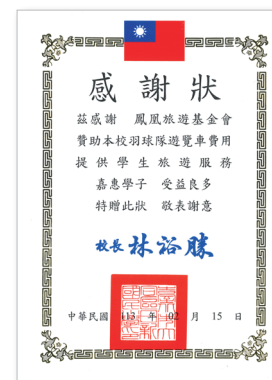 感謝狀
茲感謝 鳳凰旅遊基金會
贊助本校羽球隊遊覽車費用
提供學生旅遊服務
嘉惠學子 受益良多
特贈此狀 敬表謝意
校長 林裕勝
中華民國 113 年 02 月 15 日